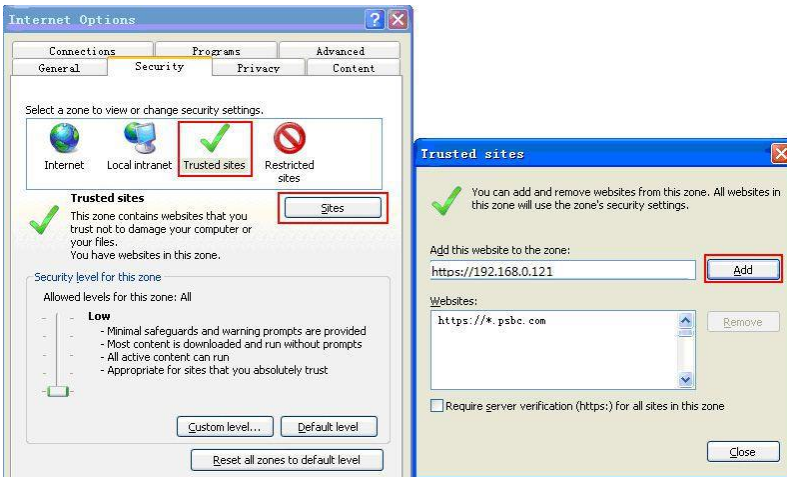 Internet Options
Connections Programs Advanced
General Security Privacy Content
Select a zone to view or change security settings.
Internet Local intranet Trusted sites Restricted sites
Trusted sites
Sites
This zone contains websites that you
trust not to damage your computer or
your files.
You have websites in this zone.
Security level for this zone
Allowed levels for this zone: All
Low
- Minimal safeguards and warning prompts are provided
- Most content is downloaded and run without prompts
- All active content can run
- Appropriate for sites that you absolutely trust
Custom level... Default level
Reset all zones to default level
Trusted sites
You can add and remove websites from this zone. All websites in
this zone will use the zone's security settings.
Add this website to the zone:
https://192.168.0.121 Add
Websites:
https://*.psbc.com Remove
Require server verification (https:) for all sites in this zone
Close